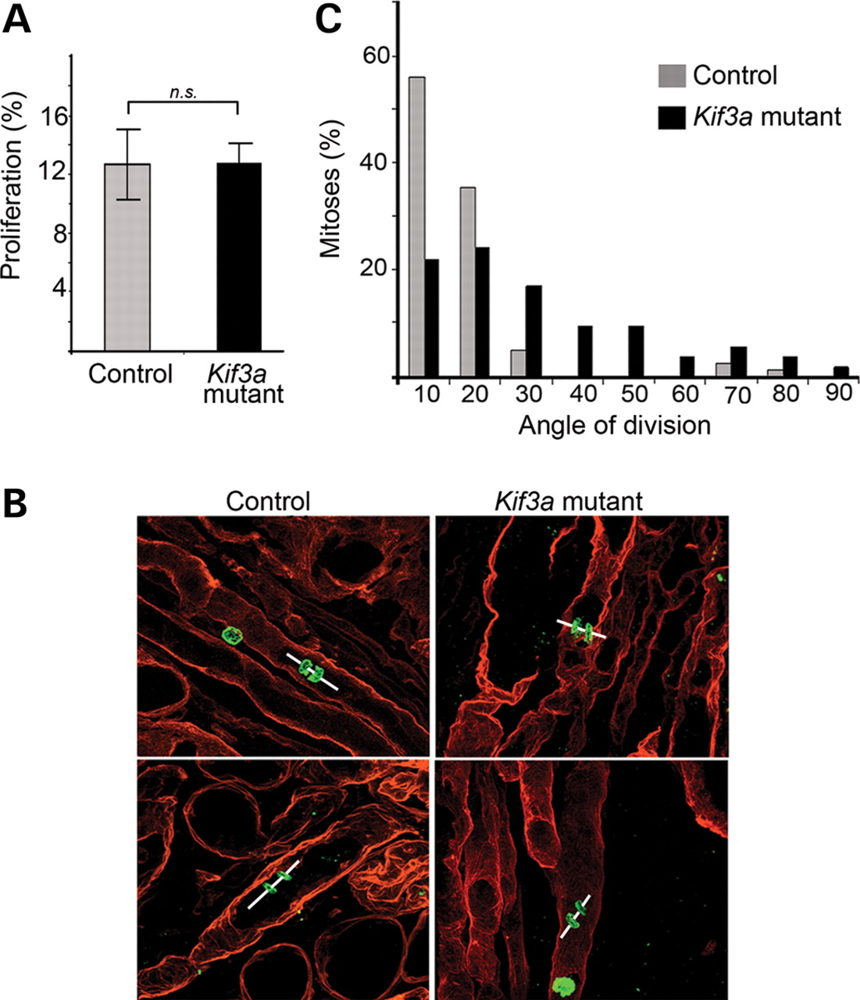 A
Proliferation (%)
16
12
8
4
n.s.
Control
Kif3a
mutant
C
Mitoses (%)
60
40
20
Control
Kif3a mutant
10 20 30 40 50 60 70 80 90
Angle of division
B
Control
Kif3a mutant